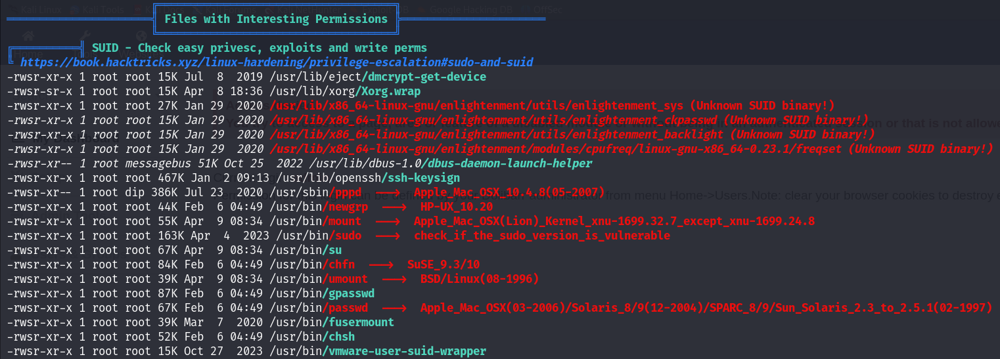 Kali Linux Kali Tools Google Hacking DB OffSec
Files with Interesting Permissions
SUID - Check easy privesc, exploits and write perms
https://book.hacktricks.xyz/linux-hardening/privilege-escalation#sudo-and-suid
-rwsr-xr-x 1 root root 15K Jul  8  2019 /usr/lib/eject/dmcrypt-get-device
-rwsr-sr-x 1 root root 15K Apr  8 18:36 /usr/lib/xorg/Xorg.wrap
-rwsr-xr-x 1 root root 27K Jan 29  2020 /usr/lib/x86_64-linux-gnu/enlightenment/utils/enlightenment_sys (Unknown SUID binary!)
-rwsr-xr-x 1 root root 15K Jan 29  2020 /usr/lib/x86_64-linux-gnu/enlightenment/utils/enlightenment_ckpasswd (Unknown SUID binary!)
-rwsr-xr-x 1 root root 15K Jan 29  2020 /usr/lib/x86_64-linux-gnu/enlightenment/utils/enlightenment_backlight (Unknown SUID binary!)
-rwsr-xr-x 1 root root 15K Jan 29  2020 /usr/lib/x86_64-linux-gnu/enlightenment/modules/cpufreq/linux-gnu-x86_64-0.23.1/freqset (Unknown SUID binary!)
-rwsr-xr-- 1 root messagebus 51K Oct 25  2022 /usr/lib/dbus-1.0/dbus-daemon-launch-helper
-rwsr-xr-x 1 root root 467K Jan  2 09:13 /usr/lib/openssh/ssh-keysign
-rwsr-xr-- 1 root dip 386K Jul 23  2020 /usr/sbin/pppd  --->  Apple_Mac_OSX_10.4.8(05-2007)
-rwsr-xr-x 1 root root 44K Feb  6 04:49 /usr/bin/newgrp  --->  HP-UX_10.20
-rwsr-xr-x 1 root root 55K Apr  9 08:34 /usr/bin/mount  --->  Apple_Mac_OSX(Lion)_Kernel_xnu-1699.32.7_except_xnu-1699.24.8
-rwsr-xr-x 1 root root 163K Apr  4  2023 /usr/bin/sudo  --->  check_if_the_sudo_version_is_vulnerable
-rwsr-xr-x 1 root root 67K Apr  9 08:34 /usr/bin/su
-rwsr-xr-x 1 root root 84K Feb  6 04:49 /usr/bin/chfn  --->  SuSE_9.3/10
-rwsr-xr-x 1 root root 39K Apr  9 08:34 /usr/bin/umount  --->  BSD/Linux(08-1996)
-rwsr-xr-x 1 root root 87K Feb  6 04:49 /usr/bin/gpasswd
-rwsr-xr-x 1 root root 67K Feb  6 04:49 /usr/bin/passwd  --->  Apple_Mac_OSX(03-2006)/Solaris_8/9(12-2004)/SPARC_8/9/Sun_Solaris_2.3_to_2.5.1(02-1997)
-rwsr-xr-x 1 root root 39K Mar  7  2020 /usr/bin/fusermount
-rwsr-xr-x 1 root root 52K Feb  6 04:49 /usr/bin/chsh
-rwsr-xr-x 1 root root 15K Oct 27  2023 /usr/bin/vmware-user-suid-wrapper